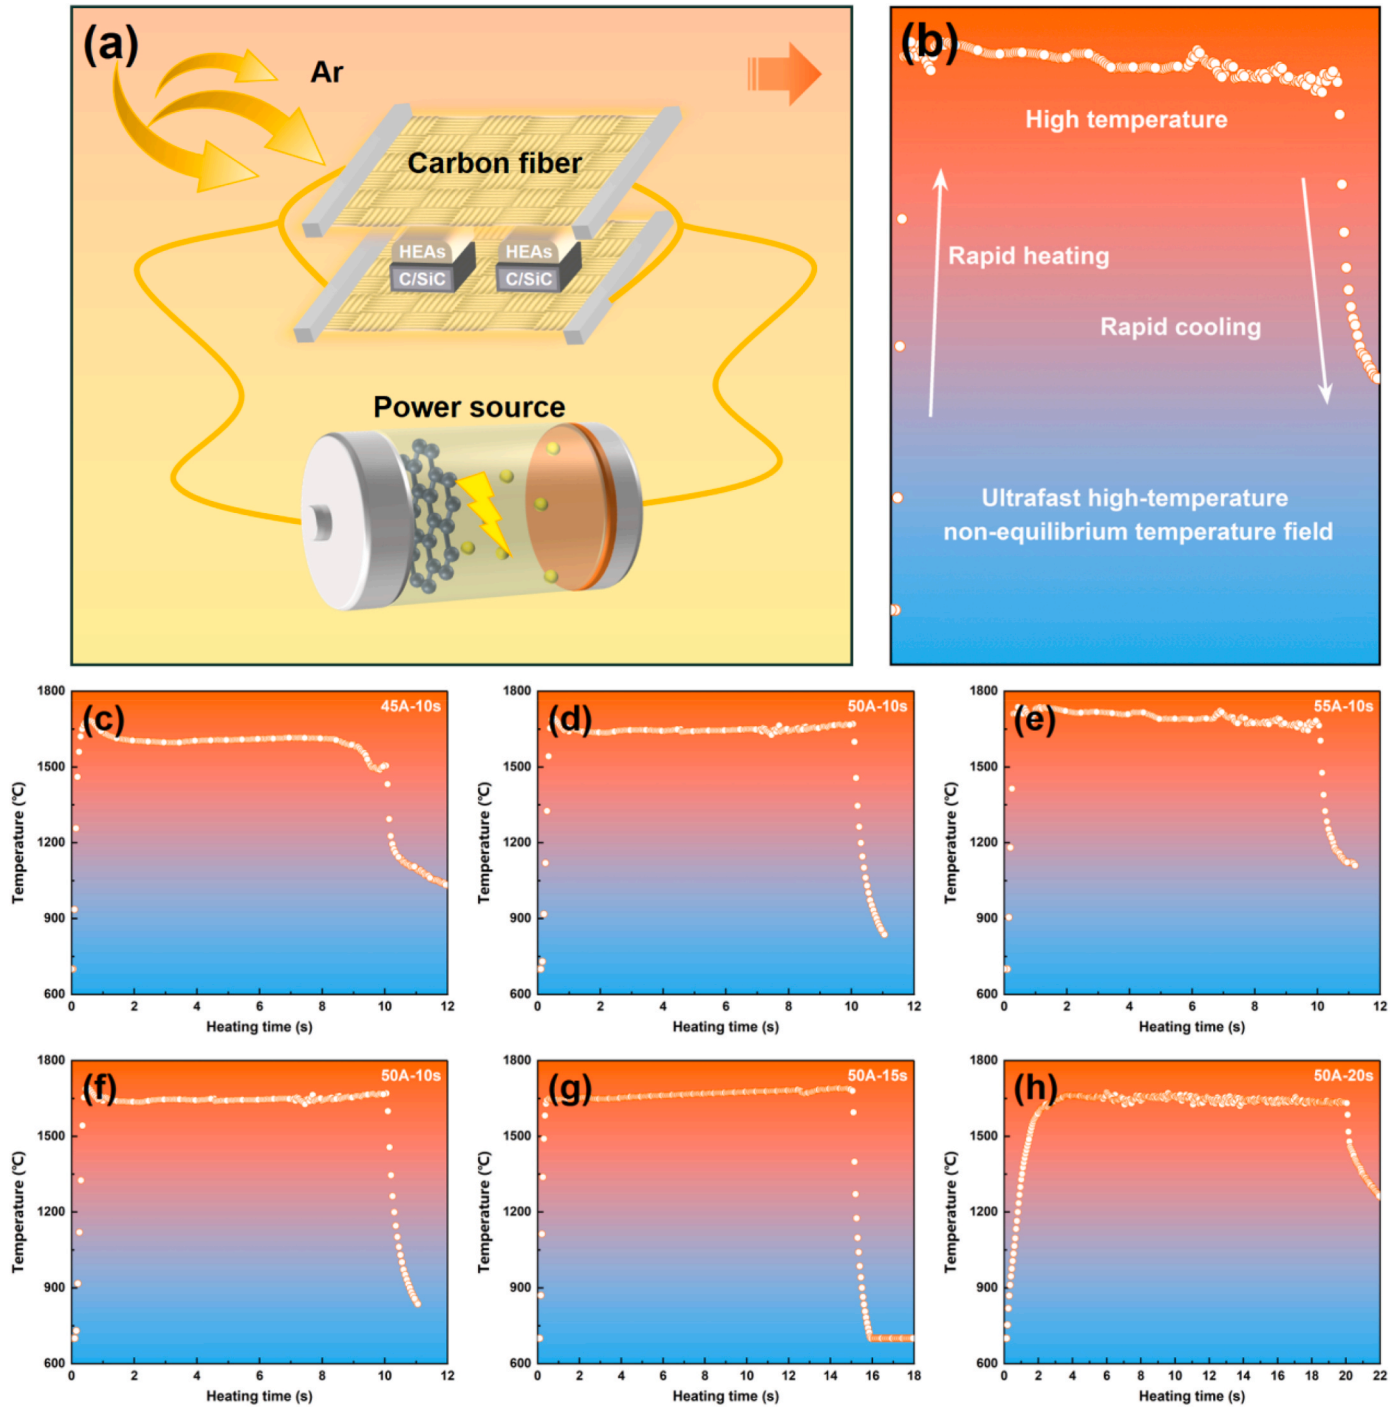 (a)
Ar
Carbon fiber
HEAs
HEAs
C/SiC
C/SiC
Power source
(b)
High temperature
Rapid heating
Rapid cooling
Ultrafast high-temperature
non-equilibrium temperature field
(c)
45A-10s
Temperature (℃)
1800
1500
1200
900
600
0 2 4 6 8 10 12
Heating time (s)
(d)
50A-10s
Temperature (℃)
1800
1500
1200
900
600
0 2 4 6 8 10 12
Heating time (s)
(e)
55A-10s
Temperature (℃)
1800
1500
1200
900
600
0 2 4 6 8 10 12
Heating time (s)
(f)
50A-10s
Temperature (℃)
1800
1500
1200
900
600
0 2 4 6 8 10 12
Heating time (s)
(g)
50A-15s
Temperature (℃)
1800
1500
1200
900
600
0 2 4 6 8 10 12 14 16 18
Heating time (s)
(h)
50A-20s
Temperature (℃)
1800
1500
1200
900
600
0 2 4 6 8 10 12 14 16 18 20 22
Heating time (s)